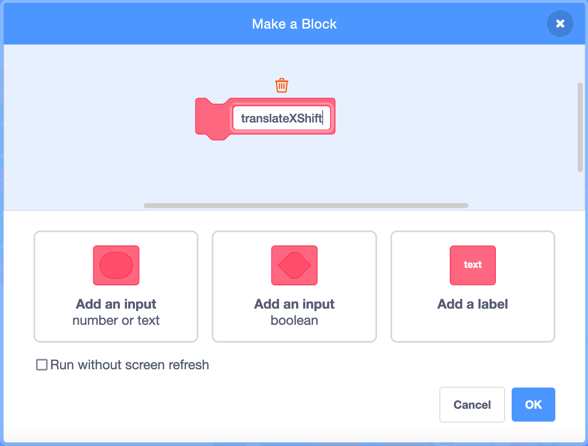 Make a Block
translateXShift
text
Add an input
number or text
Add an input
boolean
Add a label
Run without screen refresh
Cancel
OK